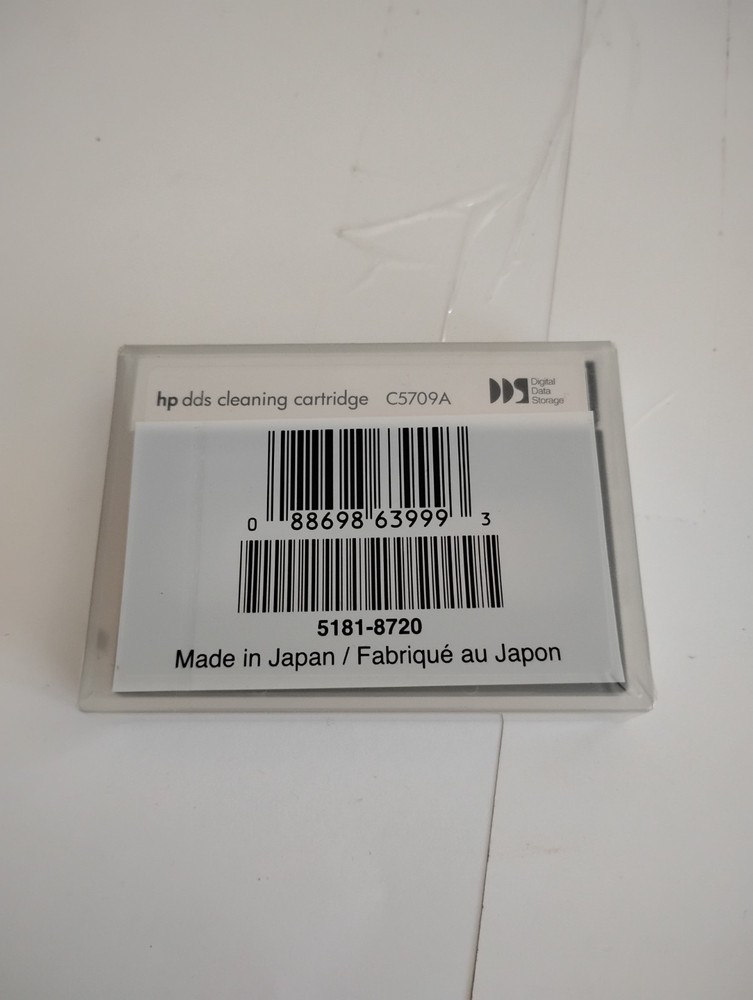 hp dds cleaning cartridge C5709A
DDS Digital
Data
Storage
0 88698 63999 3
5181-8720
Made in Japan / Fabriqué au Japon